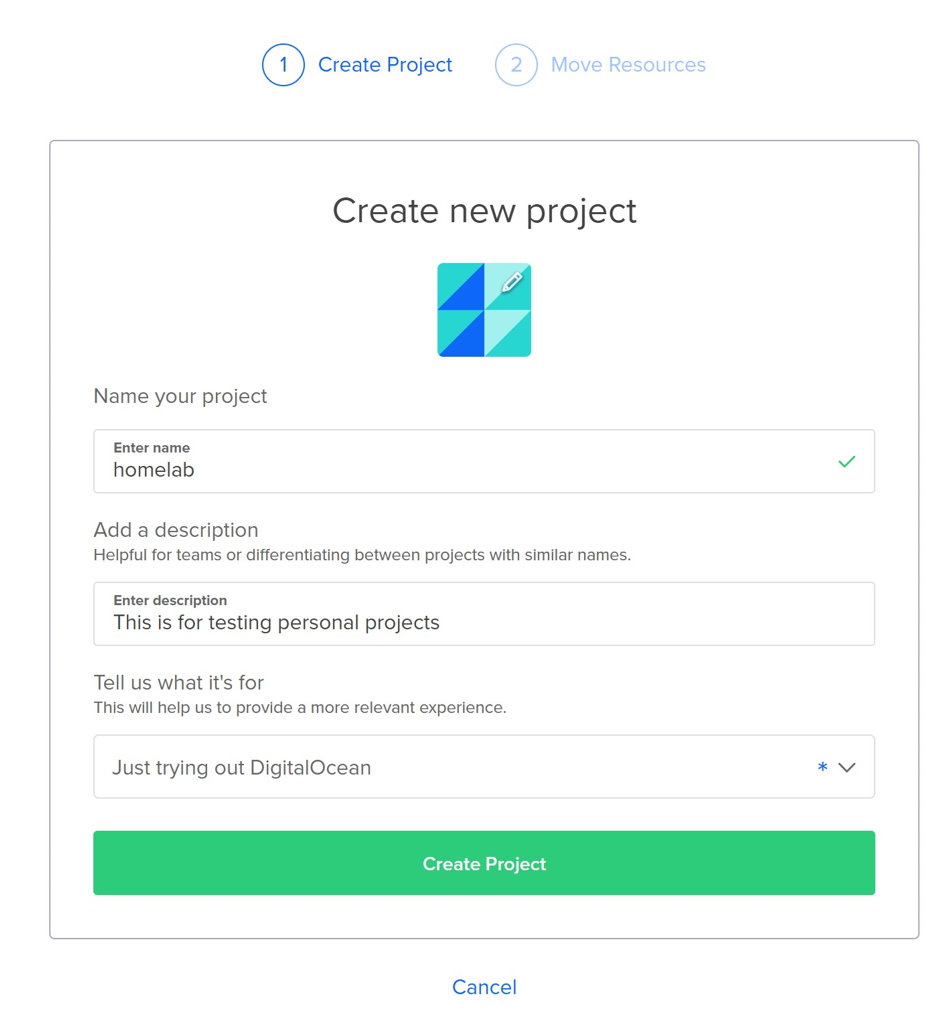 1 Create Project 2 Move Resources
Create new project
Name your project
Enter name
homelab
Add a description
Helpful for teams or differentiating between projects with similar names.
Enter description
This is for testing personal projects
Tell us what it's for
This will help us to provide a more relevant experience.
Just trying out DigitalOcean *
Create Project
Cancel